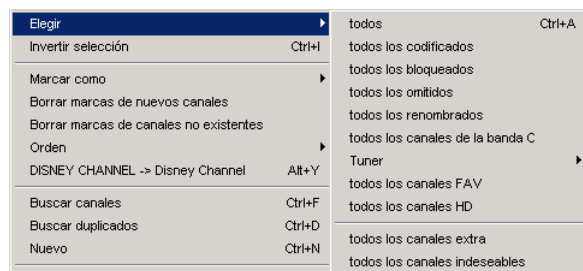 Elegir
Invertir selección Ctrl+I
Marcar como
Borrar marcas de nuevos canales
Borrar marcas de canales no existentes
Orden
DISNEY CHANNEL -> Disney Channel Alt+Y
Buscar canales Ctrl+F
Buscar duplicados Ctrl+D
Nuevo Ctrl+N
todos Ctrl+A
todos los codificados
todos los bloqueados
todos los omitidos
todos los renombrados
todos los canales de la banda C
Tuner
todos los canales FAV
todos los canales HD
todos los canales extra
todos los canales indeseables